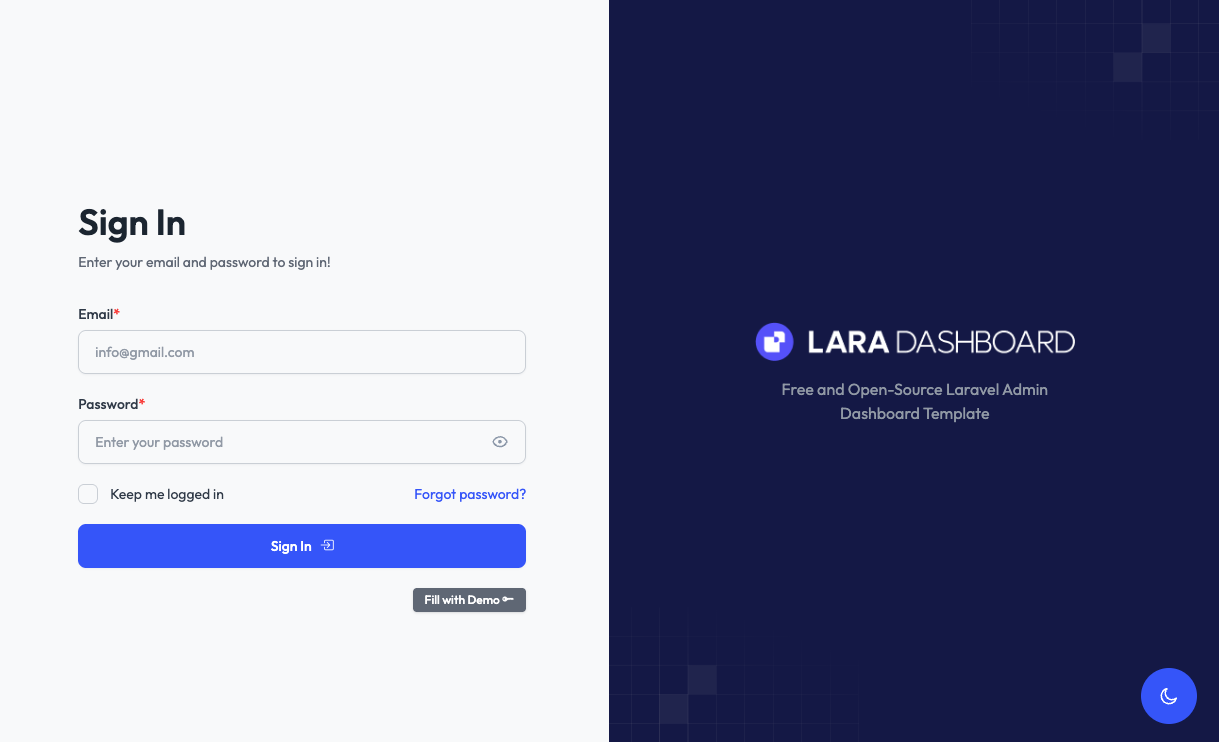 Sign In
Enter your email and password to sign in!
Email*
info@gmail.com
Password*
Enter your password
Keep me logged in
Forgot password?
Sign In
Fill with Demo
LARA DASHBOARD
Free and Open-Source Laravel Admin
Dashboard Template